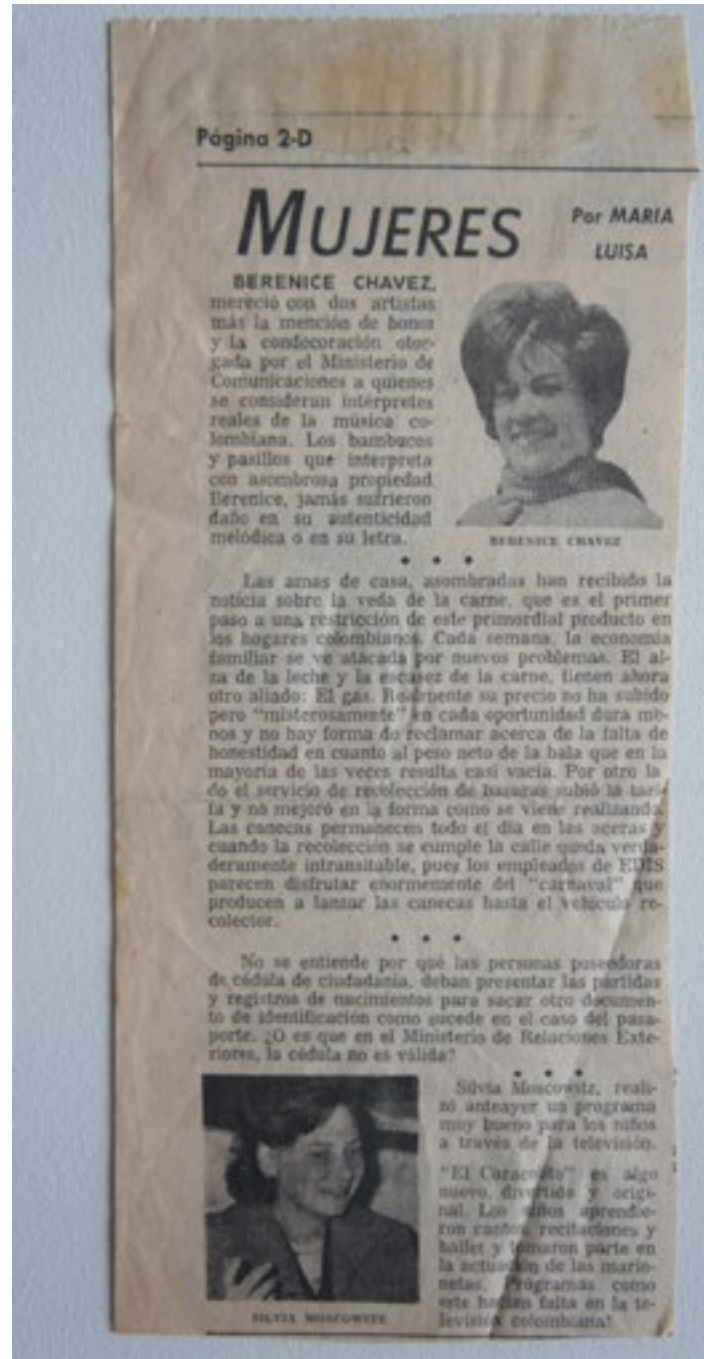 Página 2-D
MUJERES
Por MARIA
LUISA
BERENICE CHAVEZ,
mereció con dos artistas
más la mención de honor
y la condecoración otor-
gada por el Ministerio de
Comunicaciones a quienes
se consideran intérpretes
reales de la música co-
lombiana. Los bambucos
y pasillos que interpreta
con asombrosa propiedad
Berenice, jamás sufrieron
daño en su autenticidad
melódica o en su letra.
BERENICE CHAVEZ
• • •
Las amas de casa, asombradas han recibido la
noticia sobre la veda de la carne, que es el primer
paso a una restricción de este primordial producto en
los hogares colombianos. Cada semana, la economía
familiar se ve atacada por nuevos problemas. El al-
za de la leche y la escasez de la carne, tienen ahora
otro aliado: El gas. Realmente su precio no ha subido
pero "misterosamente" en cada oportunidad dura me-
nos y no hay forma de reclamar acerca de la falta de
honestidad en cuanto al peso neto de la bala que en la
mayoría de las veces resulta casi vacía. Por otro la
do el servicio de recolección de basuras subió la tari-
fa y no mejoró en la forma como se viene realizando.
Las canecas permanecen todo el día en las aceras y
cuando la recolección se cumple la calle queda verda-
deramente intransitable, pues los empleados de EDIS
parecen disfrutar enormemente del "carnaval" que
producen a lanzar las canecas hasta el vehículo re-
colector.
• • •
No se entiende por qué las personas poseedoras
de cédula de ciudadanía, deban presentar las partidas
y registros de nacimientos para sacar otro documen-
to de identificación como sucede en el caso del pasa-
porte. ¿O es que en el Ministerio de Relaciones Exte-
riores, la cédula no es válida?
• • •
Silvia Moscowitz, reali-
zó anteayer un programa
muy bueno para los niños
a través de la televisión.
"El Caracolito" es algo
nuevo, divertido y origi-
nal. Los niños aprendie-
ron cantos, recitaciones y
ballet y tomaron parte en
la actuación de las mario-
netas. Programas como
este hacían falta en la te-
levisión colombiana!
SILVIA MOSCOWITZ